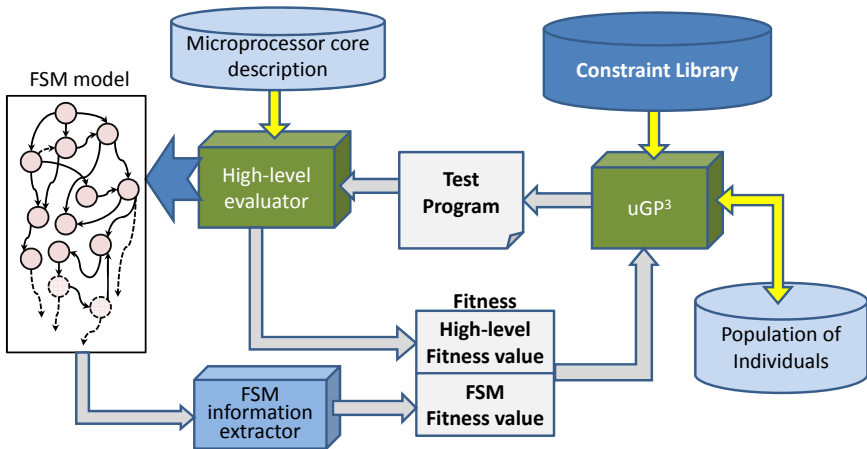 Microprocessor core
description
Constraint Library
FSM model
High-level
evaluator
Test
Program
uGP³
Fitness
High-level
Fitness value
FSM
Fitness value
Population of
Individuals
FSM
information
extractor